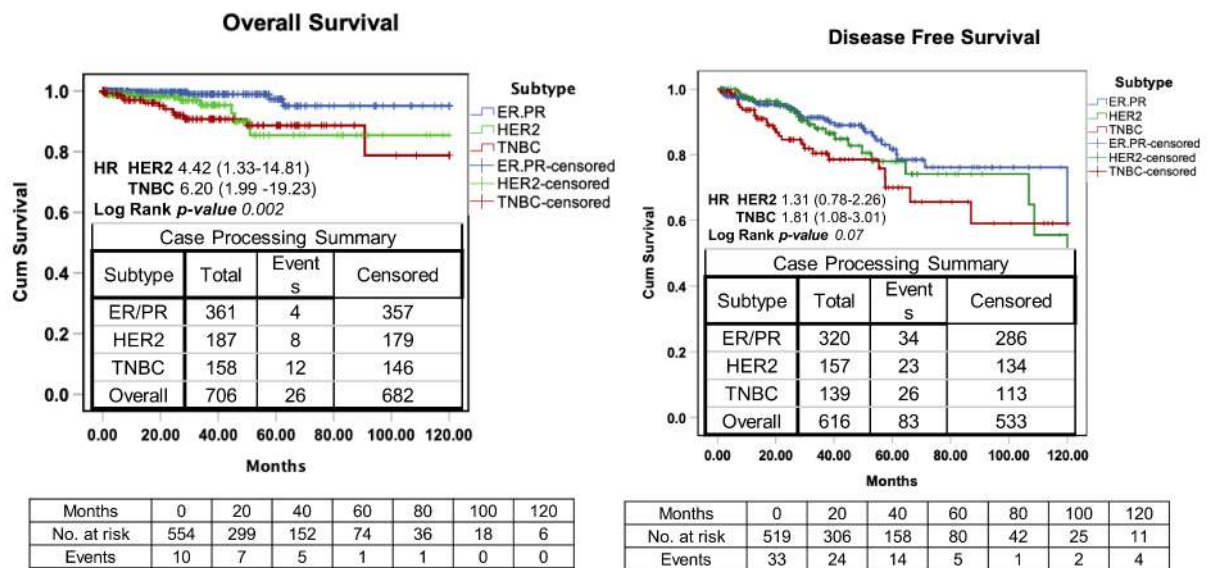 Overall Survival
Cum Survival
1.0
0.8
0.6
0.4
0.2
0.0
HR HER2 4.42 (1.33-14.81)
TNBC 6.20 (1.99 -19.23)
Log Rank p-value 0.002
Case Processing Summary
Subtype Total Event s Censored
ER/PR 361 4 357
HER2 187 8 179
TNBC 158 12 146
Overall 706 26 682
0.00 20.00 40.00 60.00 80.00 100.00 120.00
Months
Subtype
ER.PR
HER2
TNBC
ER.PR-censored
HER2-censored
TNBC-censored
Months 0 20 40 60 80 100 120
No. at risk 554 299 152 74 36 18 6
Events 10 7 5 1 1 0 0
Disease Free Survival
Cum Survival
1.0
0.8
0.6
0.4
0.2
0.0
HR HER2 1.31 (0.78-2.26)
TNBC 1.81 (1.08-3.01)
Log Rank p-value 0.07
Case Processing Summary
Subtype Total Event s Censored
ER/PR 320 34 286
HER2 157 23 134
TNBC 139 26 113
Overall 616 83 533
0.00 20.00 40.00 60.00 80.00 100.00 120.00
Months
Subtype
ER.PR
HER2
TNBC
ER.PR-censored
HER2-censored
TNBC-censored
Months 0 20 40 60 80 100 120
No. at risk 519 306 158 80 42 25 11
Events 33 24 14 5 1 2 4